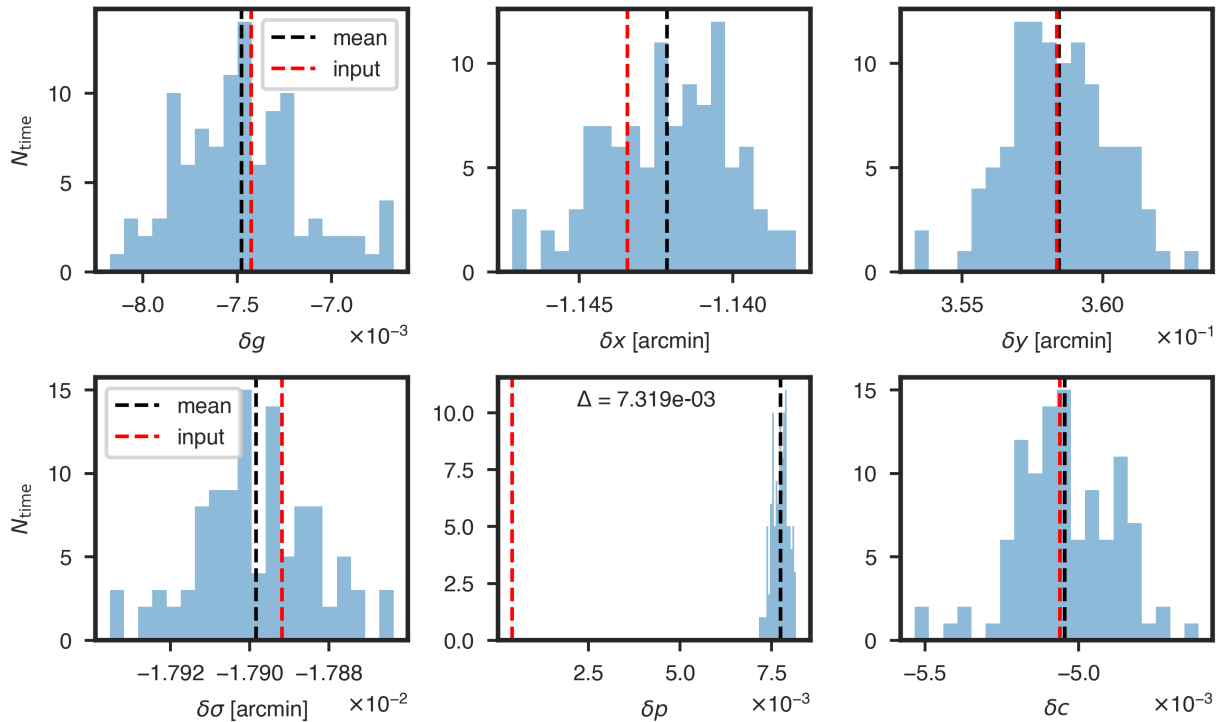 N_time
15
10
5
0
mean
input
−8.0 −7.5 −7.0
δg
×10⁻³
10
5
0
−1.145 −1.140
δx [arcmin]
10
5
0
3.55 3.60
δy [arcmin]
×10⁻¹
N_time
15
10
5
0
mean
input
−1.792 −1.790 −1.788
δσ [arcmin]
×10⁻²
10.0
7.5
5.0
2.5
0.0
Δ = 7.319e-03
2.5 5.0 7.5
δp
×10⁻³
15
10
5
0
−5.5 −5.0
δc
×10⁻³